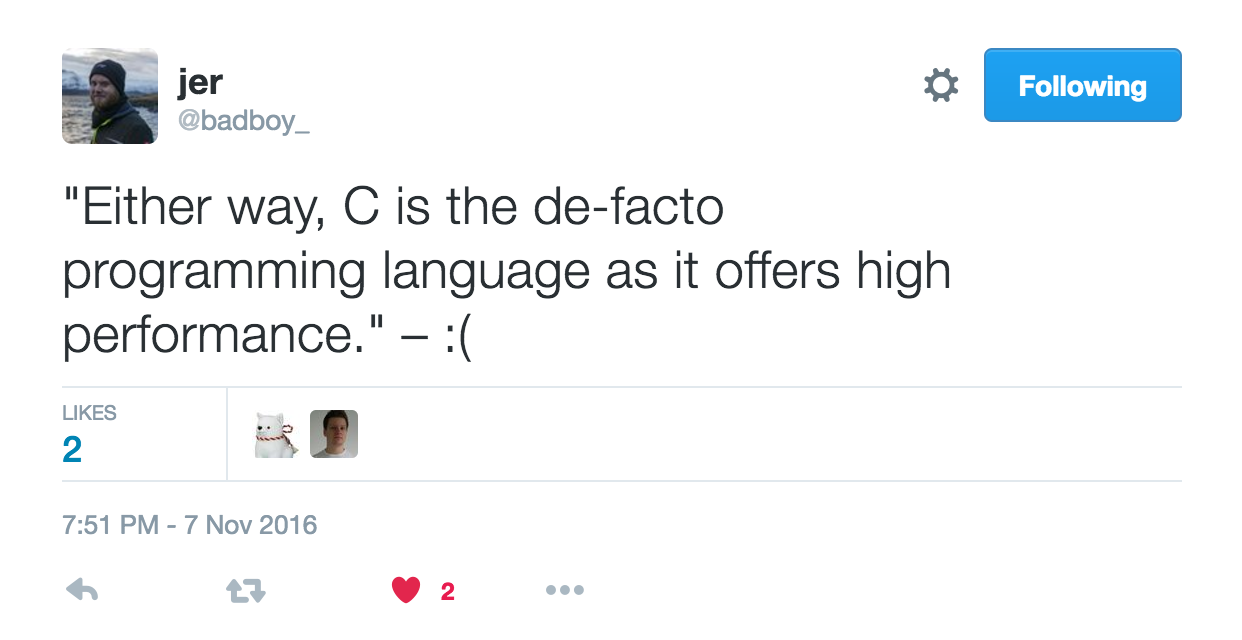 jer
@badboy_
Following
"Either way, C is the de-facto
programming language as it offers high
performance." – :(
LIKES
2
7:51 PM - 7 Nov 2016
2